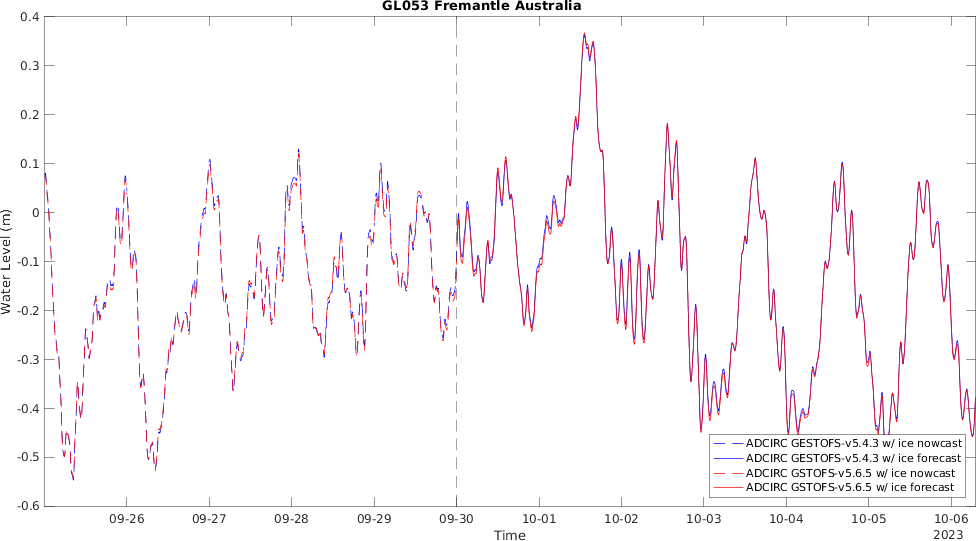 GL053 Fremantle Australia
0.4
0.3
0.2
0.1
0
-0.1
-0.2
-0.3
-0.4
-0.5
-0.6
Water Level (m)
ADCIRC GESTOFS-v5.4.3 w/ ice nowcast
ADCIRC GESTOFS-v5.4.3 w/ ice forecast
ADCIRC GSTOFS-v5.6.5 w/ ice nowcast
ADCIRC GSTOFS-v5.6.5 w/ ice forecast
09-26 09-27 09-28 09-29 09-30 10-01 10-02 10-03 10-04 10-05 10-06
Time
2023